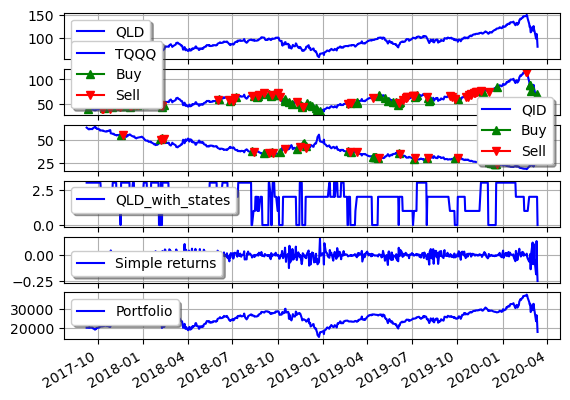 150
100
QLD
100
50
TQQQ
Buy
Sell
50
25
QID
Buy
Sell
2.5
0.0
QLD_with_states
0.00
−0.25
Simple returns
30000
20000
Portfolio
2017-10
2018-01
2018-04
2018-07
2018-10
2019-01
2019-04
2019-07
2019-10
2020-01
2020-04